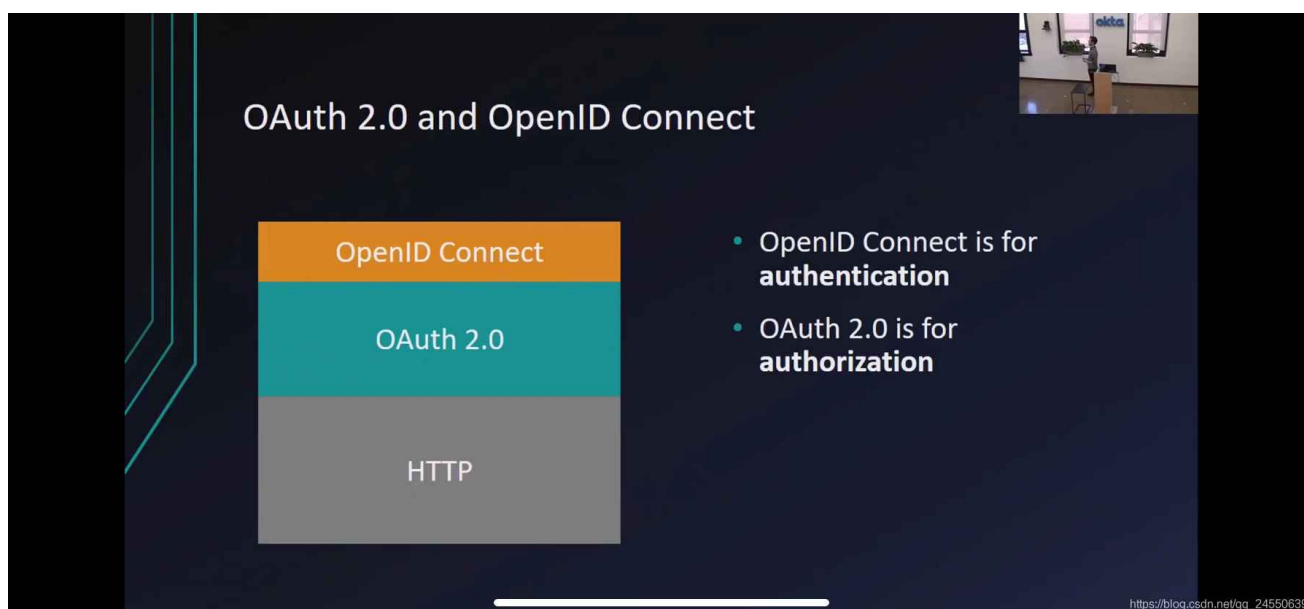 okta
OAuth 2.0 and OpenID Connect
OpenID Connect
OAuth 2.0
HTTP
• OpenID Connect is for
authentication
• OAuth 2.0 is for
authorization
https://blog.csdn.net/qq_24550639